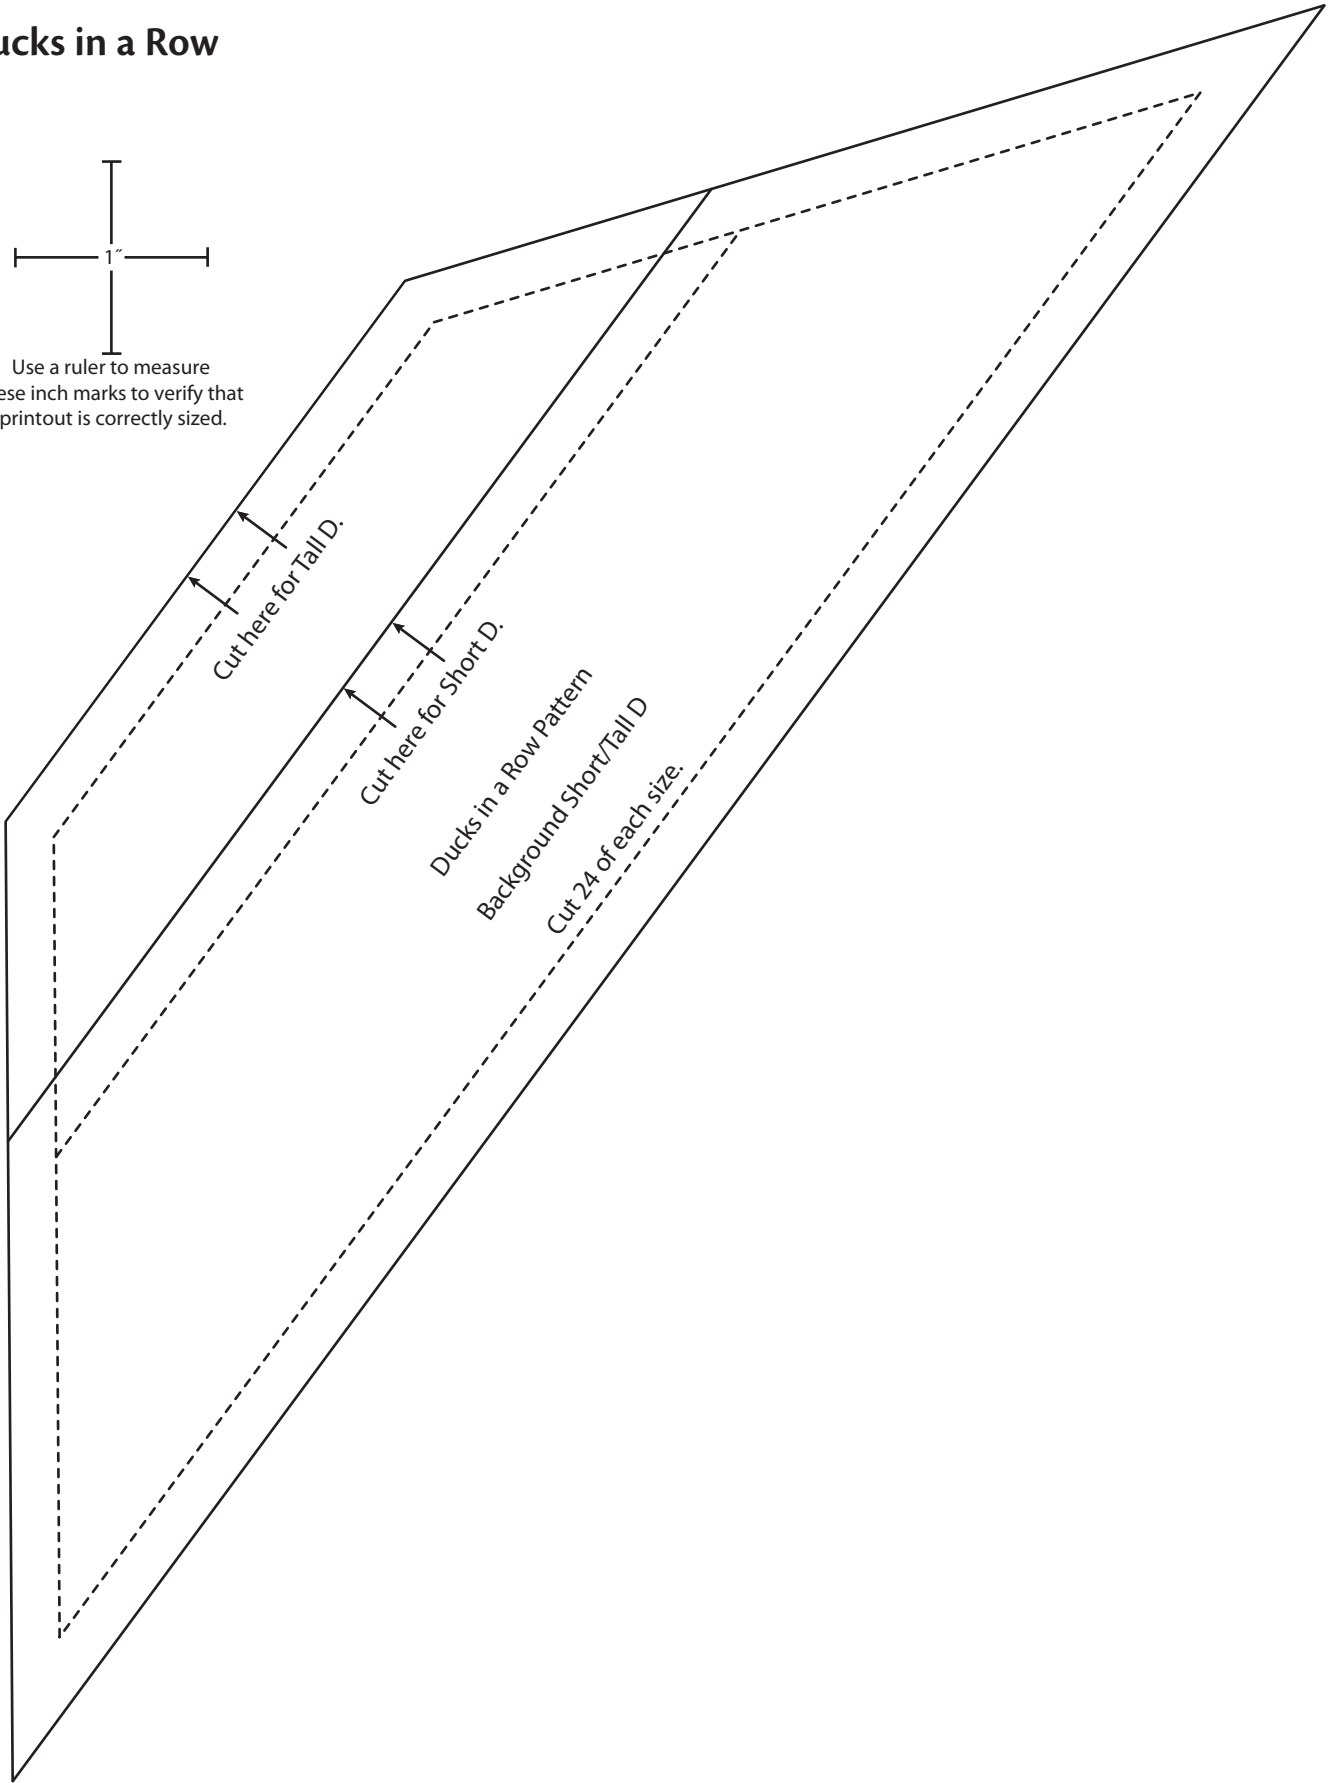 ucks in a Row
1″
Use a ruler to measure
ese inch marks to verify that
printout is correctly sized.
Cut here for Tall D.
Cut here for Short D.
Ducks in a Row Pattern
Background Short/Tall D
Cut 24 of each size.